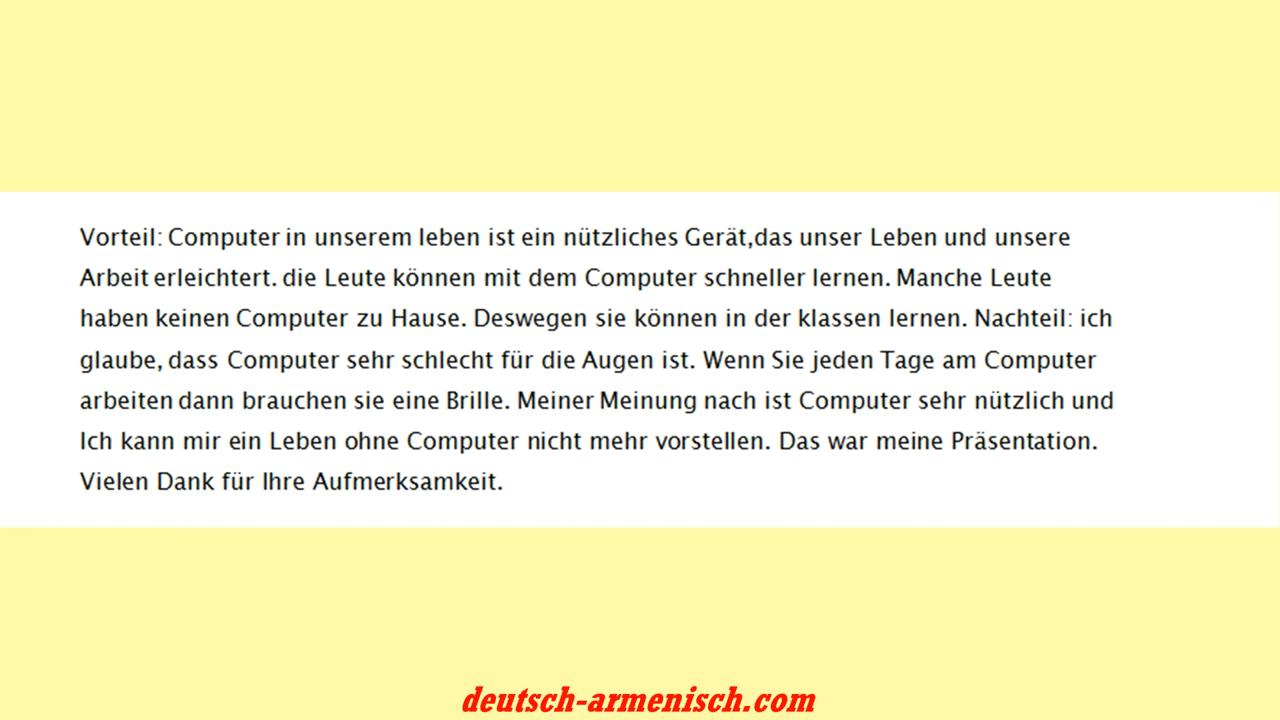 Vorteil: Computer in unserem leben ist ein nützliches Gerät,das unser Leben und unsere
Arbeit erleichtert. die Leute können mit dem Computer schneller lernen. Manche Leute
haben keinen Computer zu Hause. Deswegen sie können in der klassen lernen. Nachteil: ich
glaube, dass Computer sehr schlecht für die Augen ist. Wenn Sie jeden Tage am Computer
arbeiten dann brauchen sie eine Brille. Meiner Meinung nach ist Computer sehr nützlich und
Ich kann mir ein Leben ohne Computer nicht mehr vorstellen. Das war meine Präsentation.
Vielen Dank für Ihre Aufmerksamkeit.
deutsch-armenisch.com